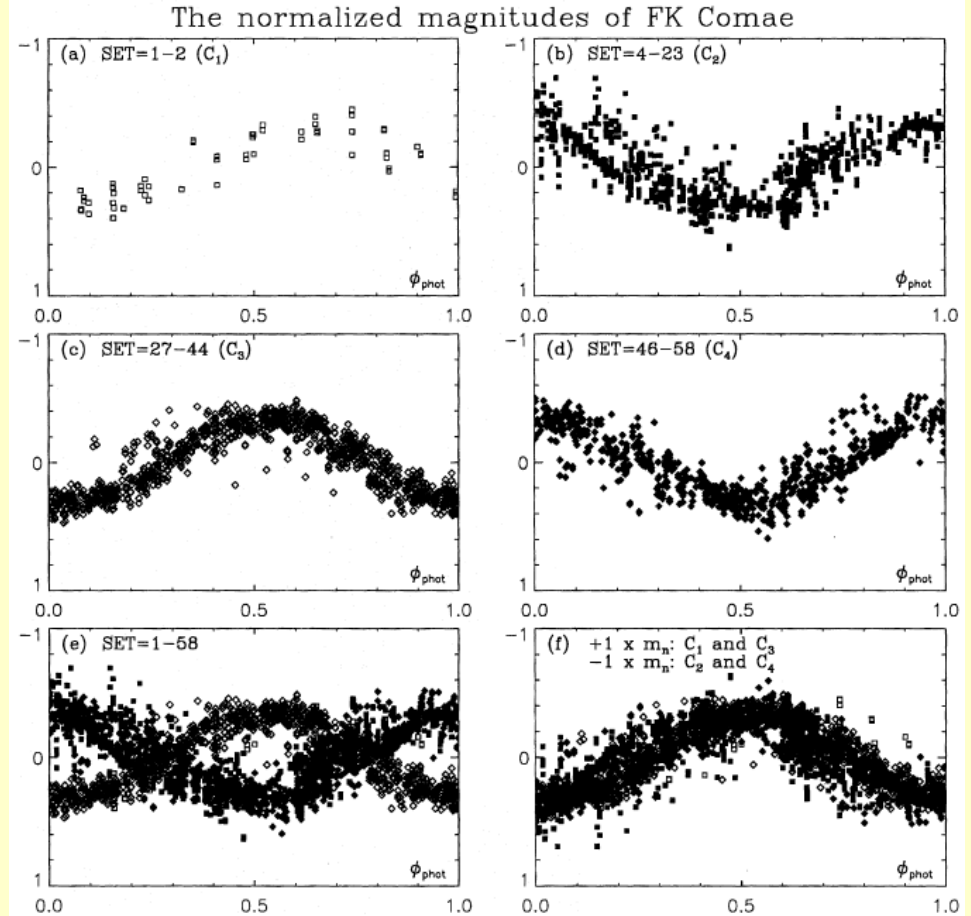 The normalized magnitudes of FK Comae
(a) SET=1−2 (C₁)
−1
0
1
ϕphot
0.0 0.5 1.0
(b) SET=4−23 (C₂)
−1
0
1
ϕphot
0.0 0.5 1.0
(c) SET=27−44 (C₃)
−1
0
1
ϕphot
0.0 0.5 1.0
(d) SET=46−58 (C₄)
−1
0
1
ϕphot
0.0 0.5 1.0
(e) SET=1−58
−1
0
1
ϕphot
0.0 0.5 1.0
(f) +1 x mₙ: C₁ and C₃
−1 x mₙ: C₂ and C₄
−1
0
1
ϕphot
0.0 0.5 1.0